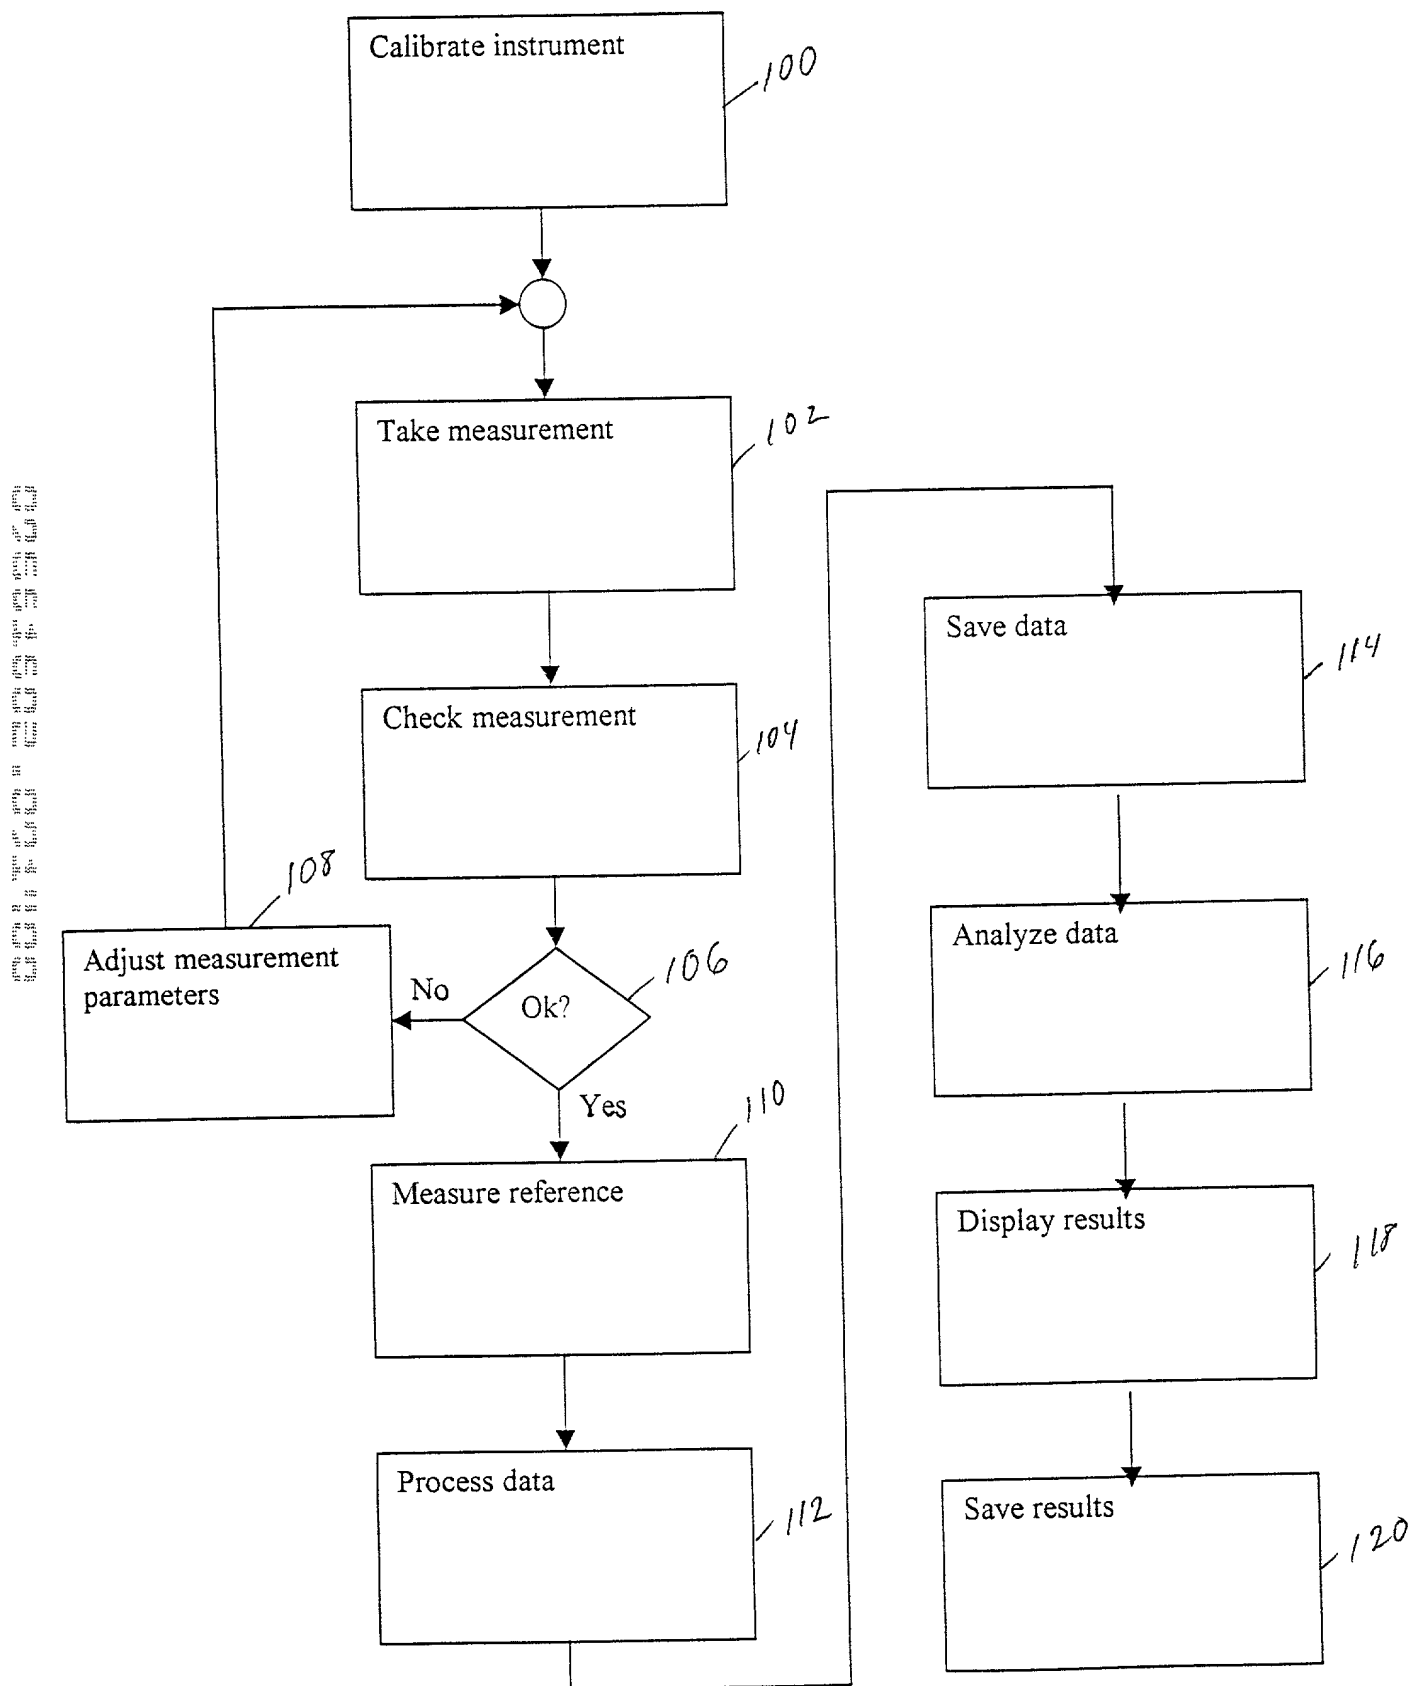 Calibrate instrument
100
Take measurement
102
Check measurement
104
108
Adjust measurement
parameters
No
Ok?
106
Yes
110
Measure reference
Process data
112
Save data
114
Analyze data
116
Display results
118
Save results
120